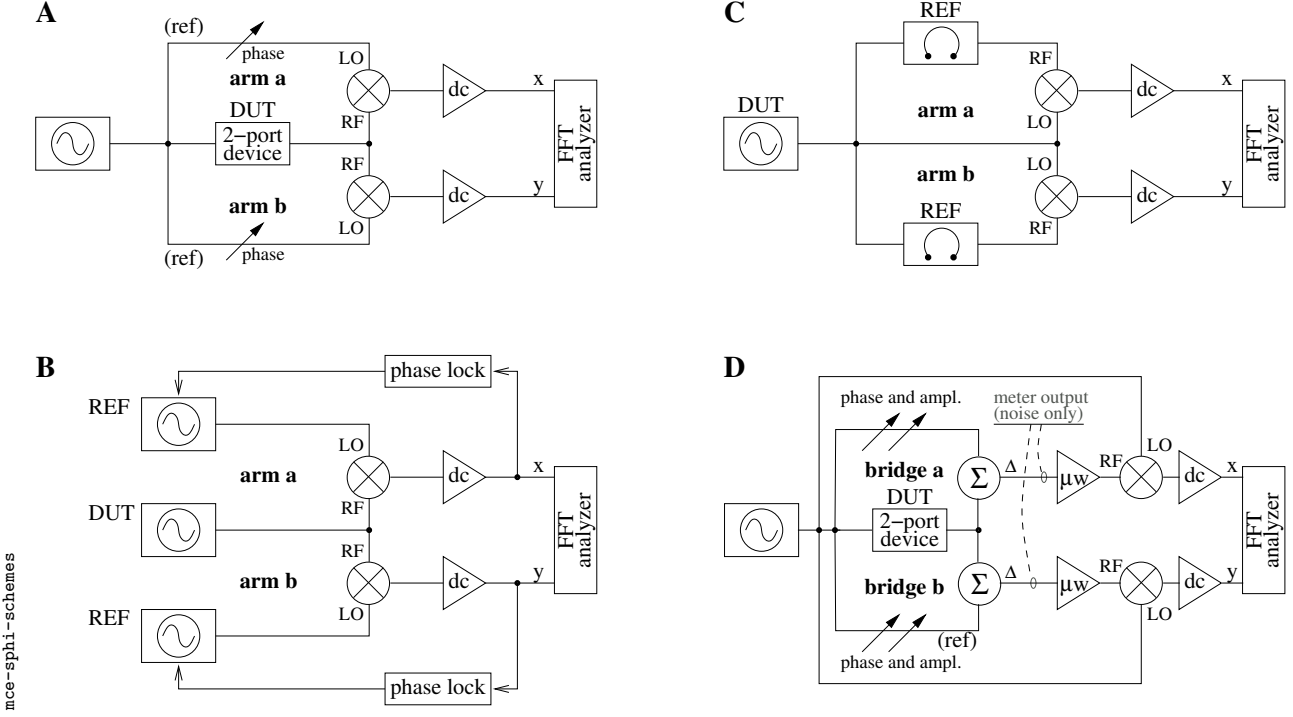 A
(ref)
phase
LO
arm a
DUT
RF
2−port
device
RF
arm b
LO
(ref)
phase
dc
x
dc
y
FFT
analyzer
C
REF
RF
DUT
arm a
LO
LO
arm b
REF
RF
dc
x
dc
y
FFT
analyzer
B
phase lock
REF
LO
arm a
RF
DUT
RF
arm b
LO
REF
phase lock
dc
x
dc
y
FFT
analyzer
D
phase and ampl.
meter output
(noise only)
bridge a
Σ
Δ
μw
RF
LO
dc
x
DUT
2−port
device
bridge b
Σ
Δ
μw
RF
LO
dc
y
(ref)
phase and ampl.
FFT
analyzer
mce−sphi−schemes